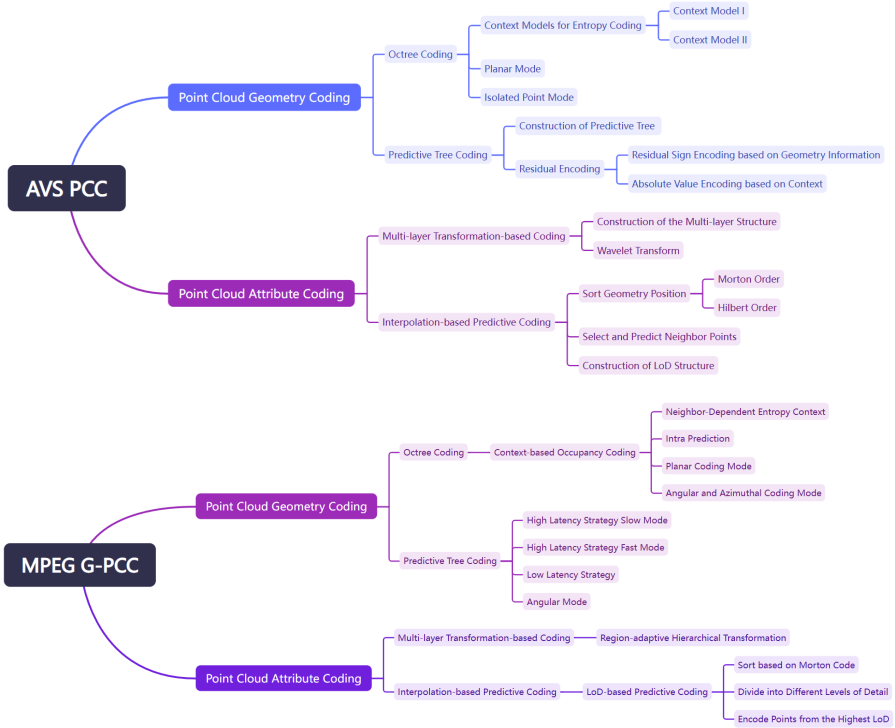 AVS PCC
Point Cloud Geometry Coding
Octree Coding
Context Models for Entropy Coding
Context Model I
Context Model II
Planar Mode
Isolated Point Mode
Predictive Tree Coding
Construction of Predictive Tree
Residual Encoding
Residual Sign Encoding based on Geometry Information
Absolute Value Encoding based on Context
Point Cloud Attribute Coding
Multi-layer Transformation-based Coding
Construction of the Multi-layer Structure
Wavelet Transform
Interpolation-based Predictive Coding
Sort Geometry Position
Morton Order
Hilbert Order
Select and Predict Neighbor Points
Construction of LoD Structure
MPEG G-PCC
Point Cloud Geometry Coding
Octree Coding
Context-based Occupancy Coding
Neighbor-Dependent Entropy Context
Intra Prediction
Planar Coding Mode
Angular and Azimuthal Coding Mode
Predictive Tree Coding
High Latency Strategy Slow Mode
High Latency Strategy Fast Mode
Low Latency Strategy
Angular Mode
Point Cloud Attribute Coding
Multi-layer Transformation-based Coding
Region-adaptive Hierarchical Transformation
Interpolation-based Predictive Coding
LoD-based Predictive Coding
Sort based on Morton Code
Divide into Different Levels of Detail
Encode Points from the Highest LoD